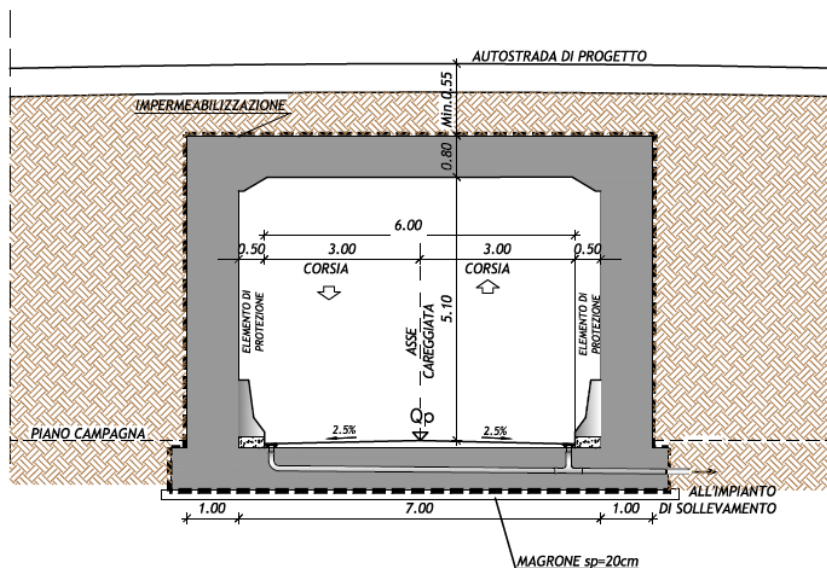 AUTOSTRADA DI PROGETTO
IMPERMEABILIZZAZIONE
Min.0.55
0.80
6.00
0.50
3.00
3.00
0.50
CORSIA
CORSIA
5.10
ELEMENTO DI
PROTEZIONE
ASSE
CAREGGIATA
ELEMENTO DI
PROTEZIONE
PIANO CAMPAGNA
Qp
2.5%
2.5%
ALL'IMPIANTO
DI SOLLEVAMENTO
1.00
7.00
1.00
MAGRONE sp=20cm